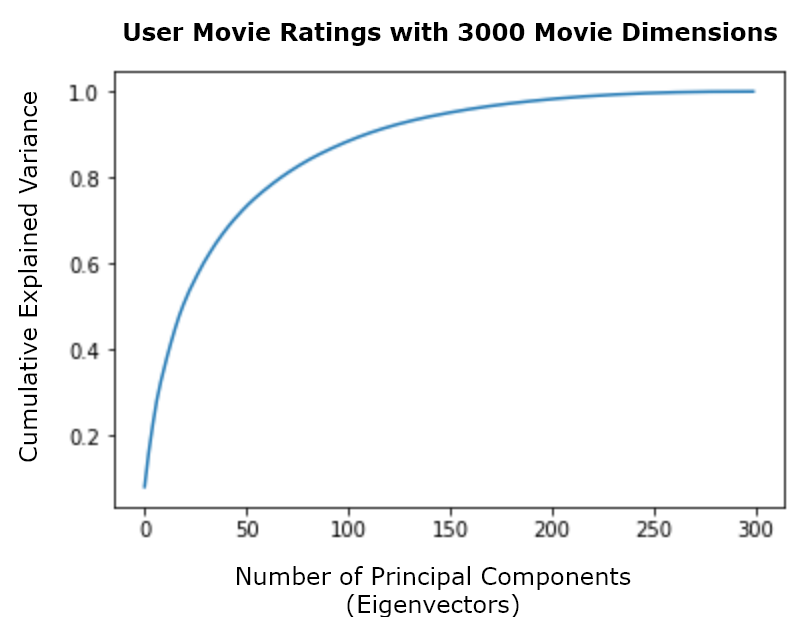 User Movie Ratings with 3000 Movie Dimensions
Cumulative Explained Variance
1.0
0.8
0.6
0.4
0.2
0 50 100 150 200 250 300
Number of Principal Components
(Eigenvectors)